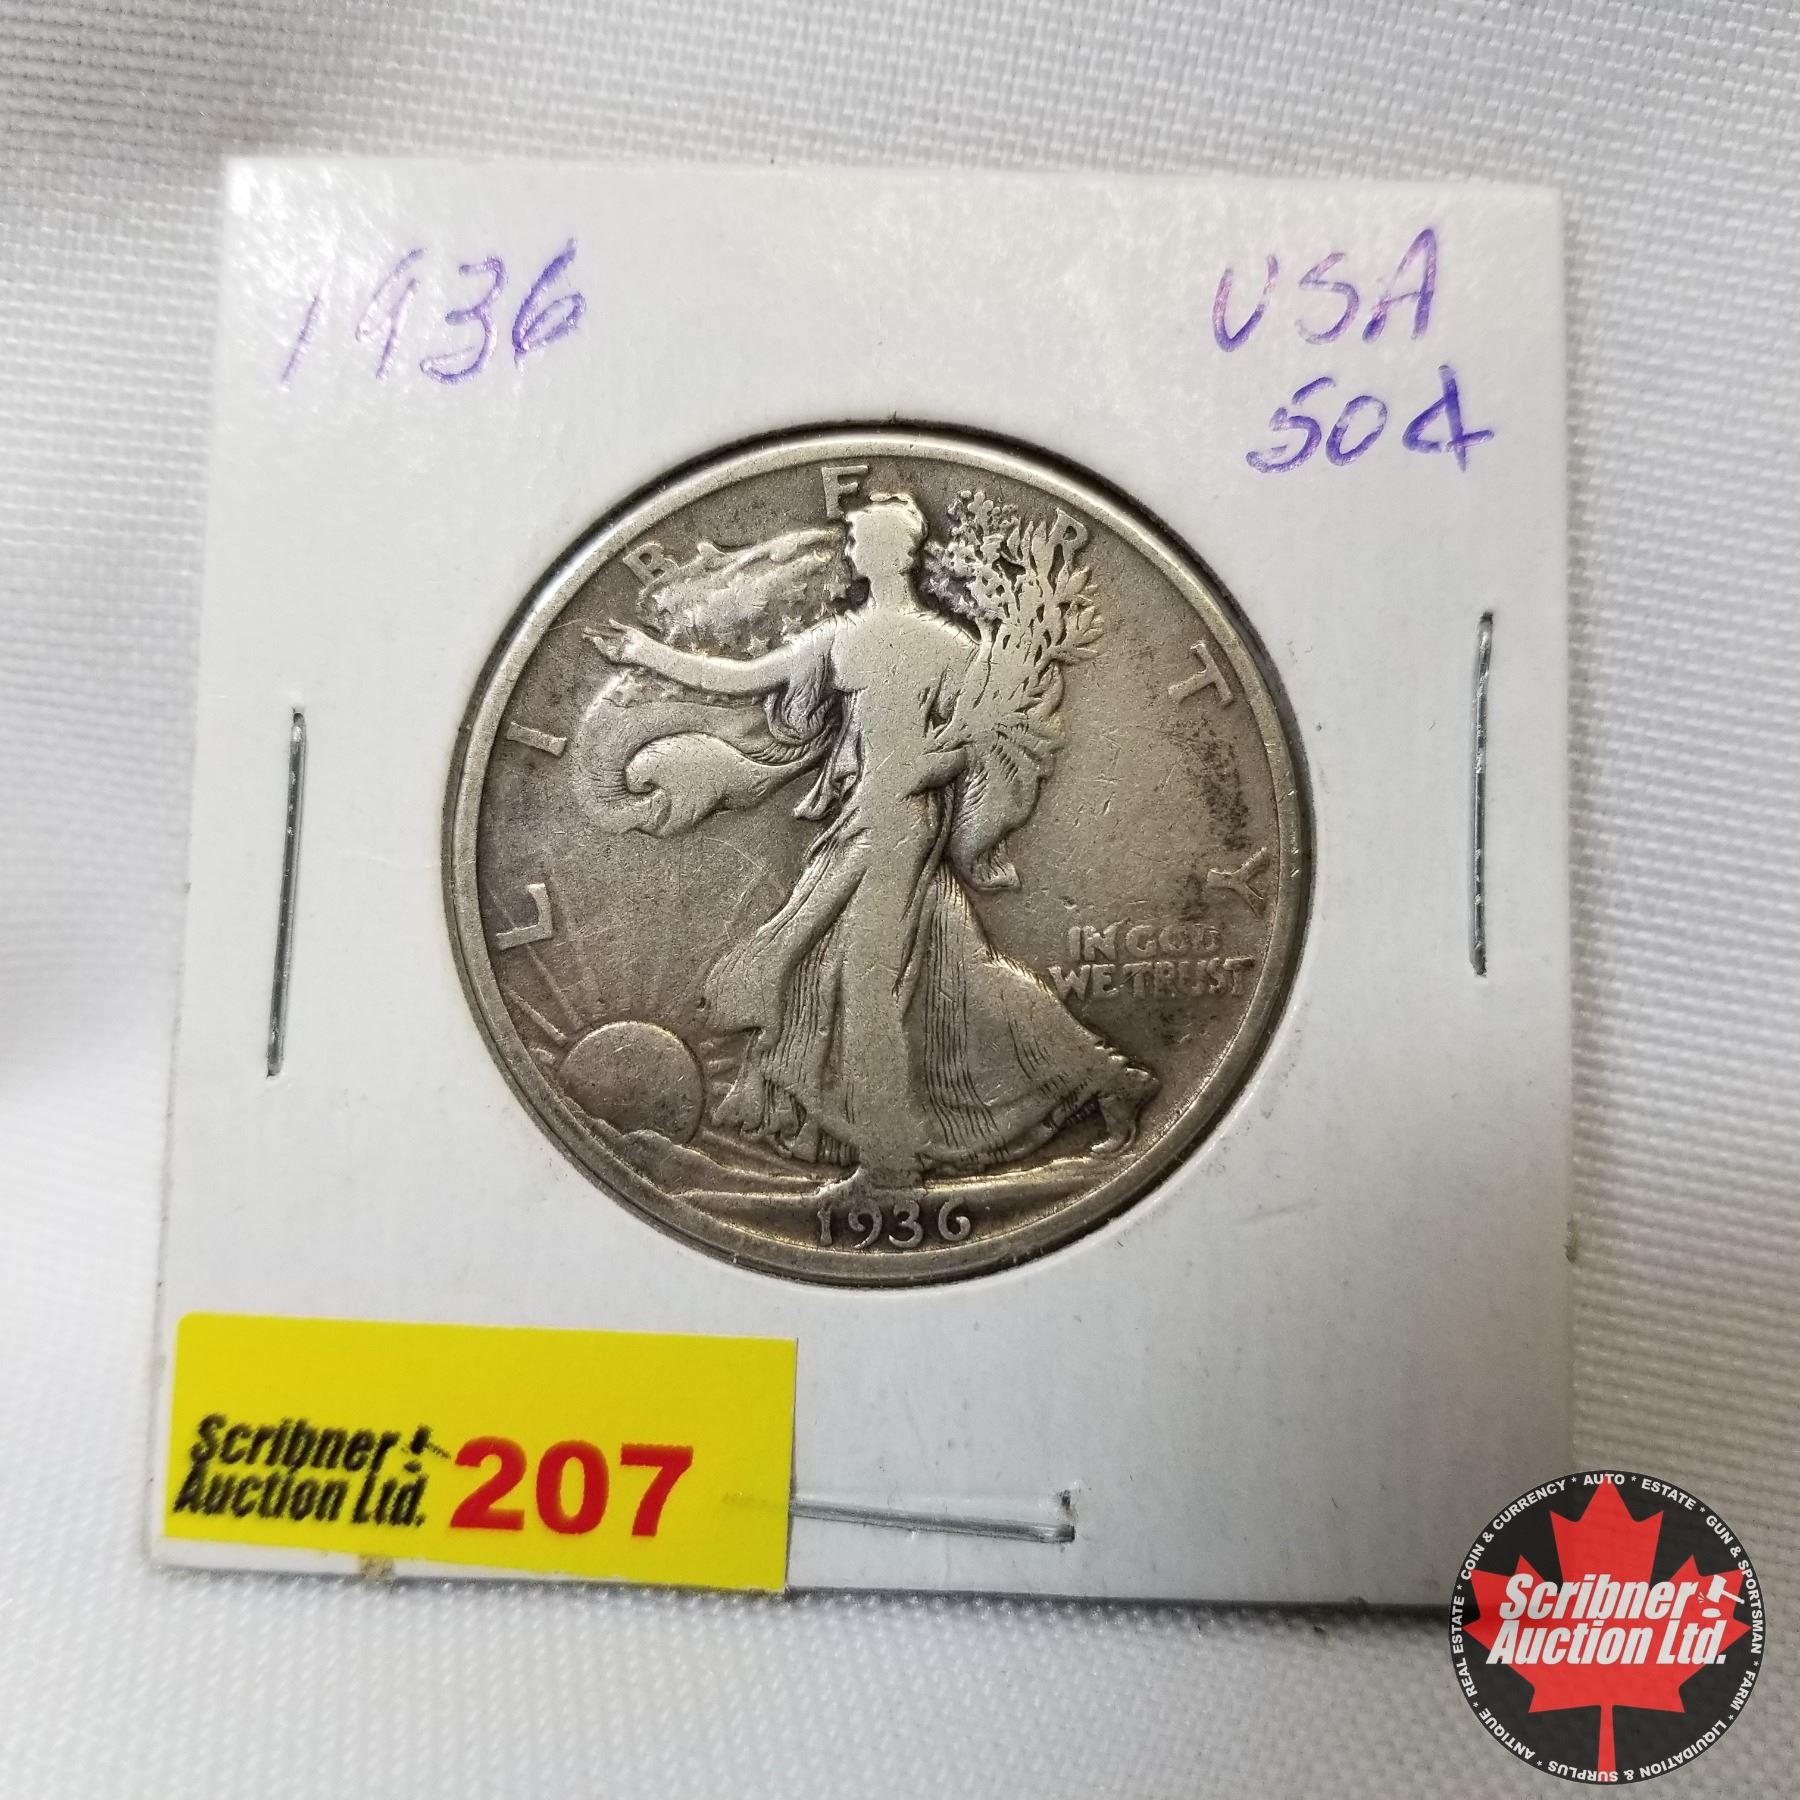 1936
USA
50¢
LIBERTY
IN GOD
WE TRUST
1936
Scribner
Auction Ltd.
207
COIN & CURRENCY * AUTO * ESTATE * GUN & SPORTSMAN * FARM * LIQUIDATION & SURPLUS * ANTIQUE * REAL ESTATE *
Scribner
Auction Ltd.